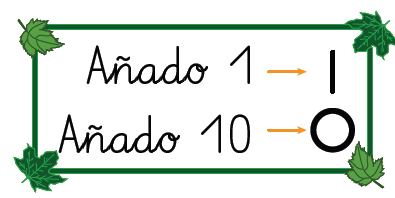 Añado 1 → I
Añado 10 → O